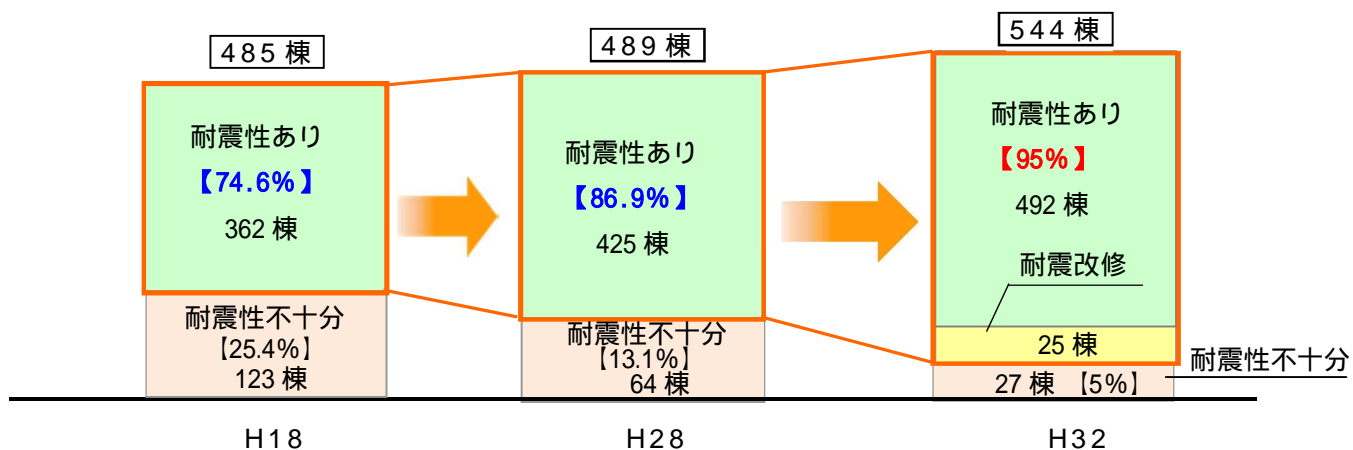 485棟
耐震性あり
【74.6%】
362棟
耐震性不十分
【25.4%】
123棟
H18
489棟
耐震性あり
【86.9%】
425棟
耐震性不十分
【13.1%】
64棟
H28
544棟
耐震性あり
【95%】
492棟
耐震改修
25棟
27棟 【5%】
耐震性不十分
H32